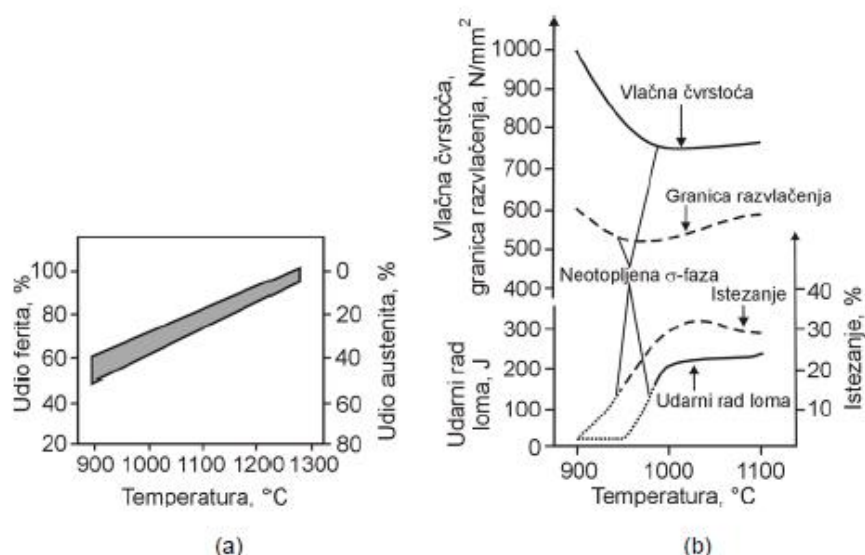 Udio ferita, %
100
80
60
40
20
0
20
40
60
80
Udio austenita, %
900 1000 1100 1200 1300
Temperatura, °C
(a)
Vlačna čvrstoća,
granica razvlačenja, N/mm²
1000
900
800
700
600
500
400
300
200
100
0
Udarni rad
loma, J
Vlačna čvrstoća
Granica razvlačenja
Neotopljena σ-faza
Istezanje
Udarni rad loma
40
30
20
10
Istezanje, %
900 1000 1100
Temperatura, °C
(b)